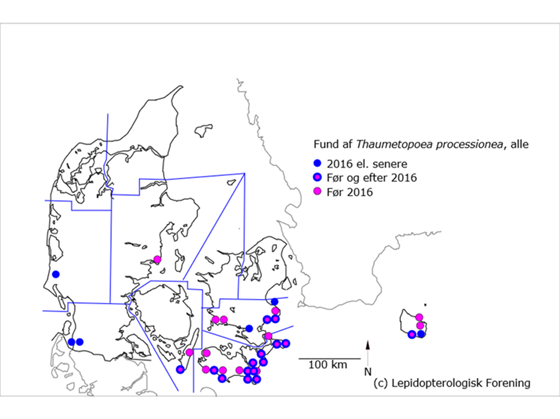 Fund af Thaumetopoea processionea, alle
2016 el. senere
Før og efter 2016
Før 2016
100 km
N
(c) Lepidopterologisk Forening